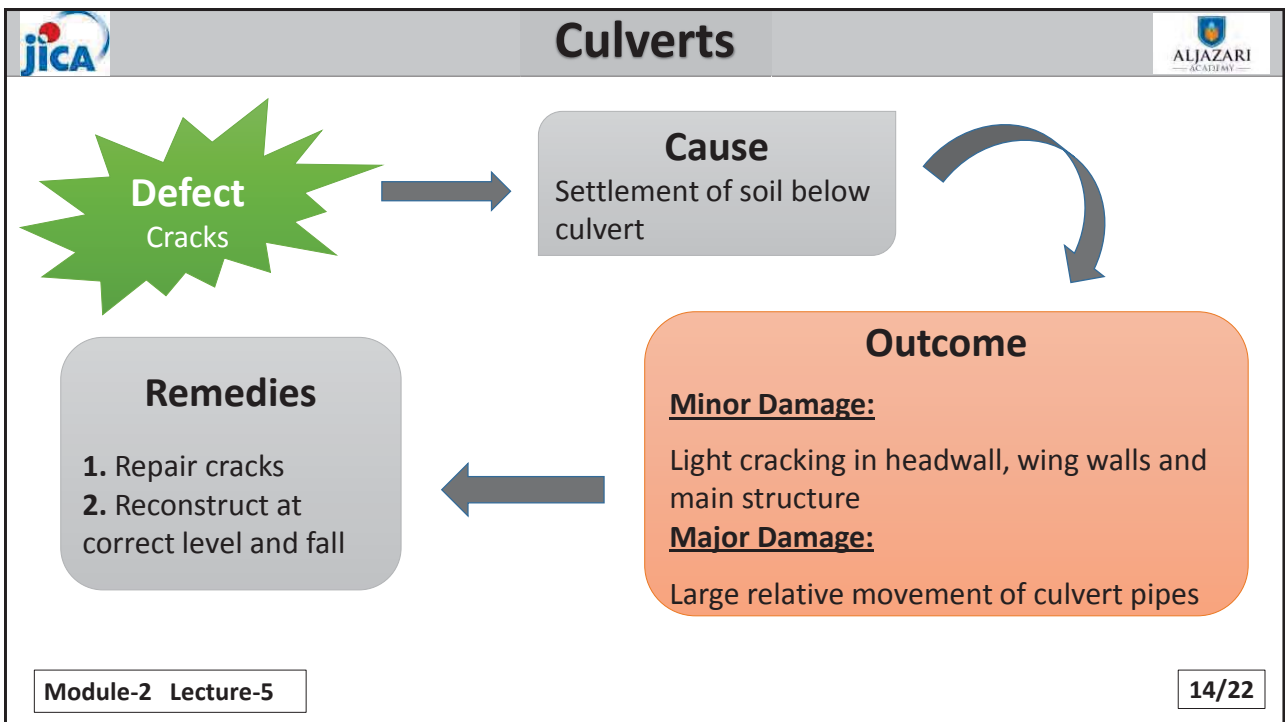 jica
Culverts
ALJAZARI
ACADEMY
Defect
Cracks
Cause
Settlement of soil below
culvert
Outcome
Minor Damage:
Light cracking in headwall, wing walls and
main structure
Major Damage:
Large relative movement of culvert pipes
Remedies
1. Repair cracks
2. Reconstruct at
correct level and fall
Module-2 Lecture-5
14/22